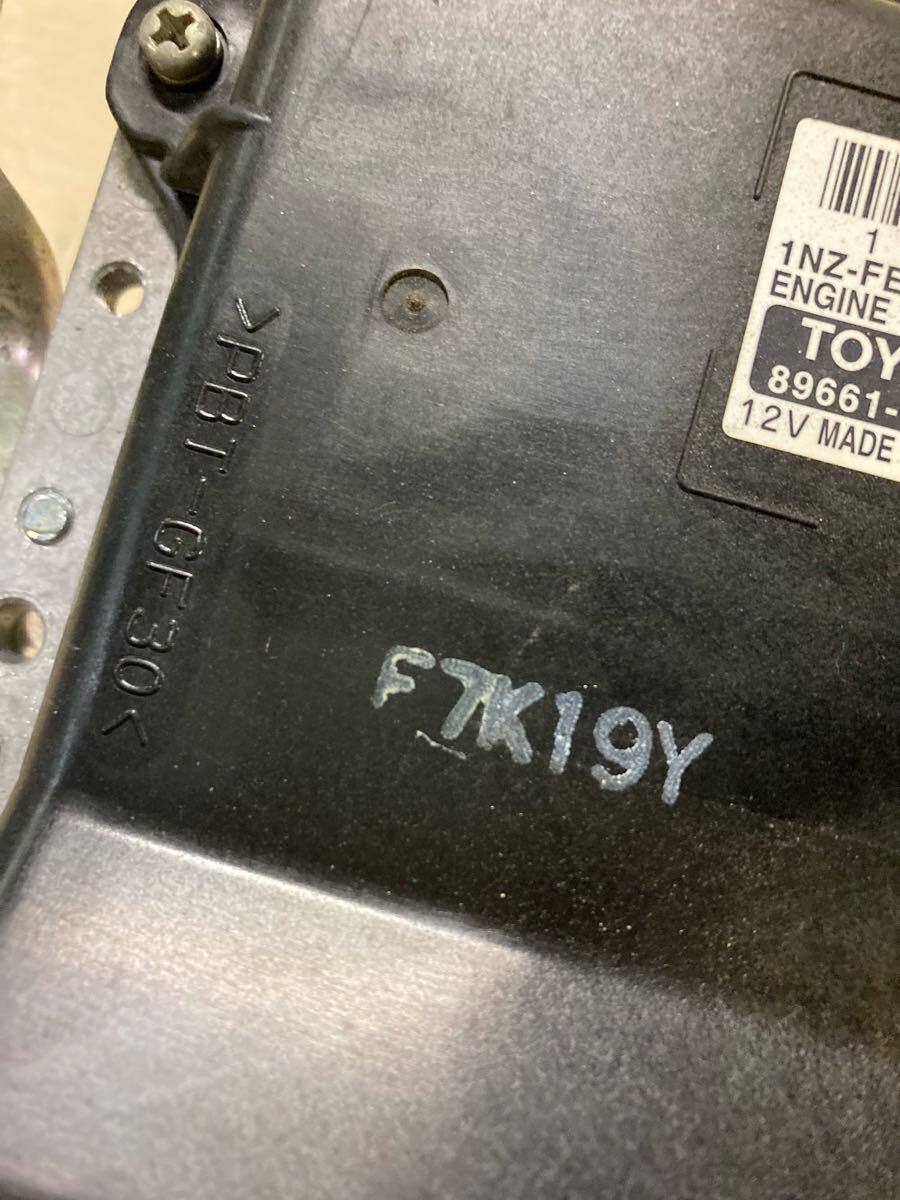 1
1NZ-FE
ENGINE
TOY
89661-
12V MADE
>PBT-GF30<
F7K19Y